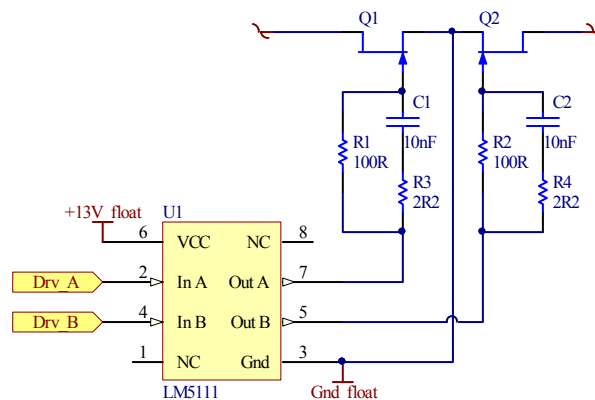 Q1
Q2
C1
10nF
C2
10nF
R1
100R
R2
100R
R3
2R2
R4
2R2
+13V_float
U1
6
VCC
NC
8
Drv_A
2
In A
Out A
7
Drv_B
4
In B
Out B
5
1
NC
Gnd
3
LM5111
Gnd_float